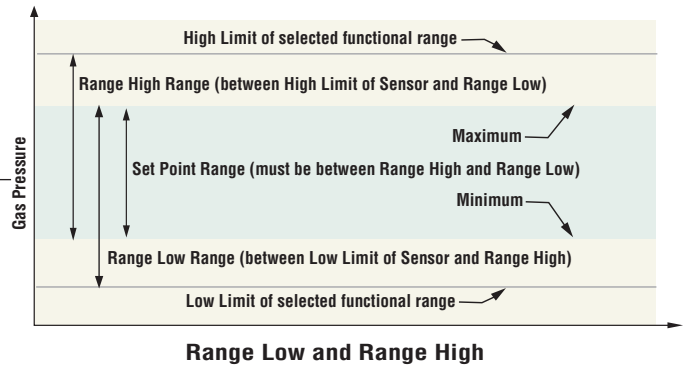 High Limit of selected functional range
Range High Range (between High Limit of Sensor and Range Low)
Maximum
Set Point Range (must be between Range High and Range Low)
Minimum
Range Low Range (between Low Limit of Sensor and Range High)
Low Limit of selected functional range
Gas Pressure
Range Low and Range High